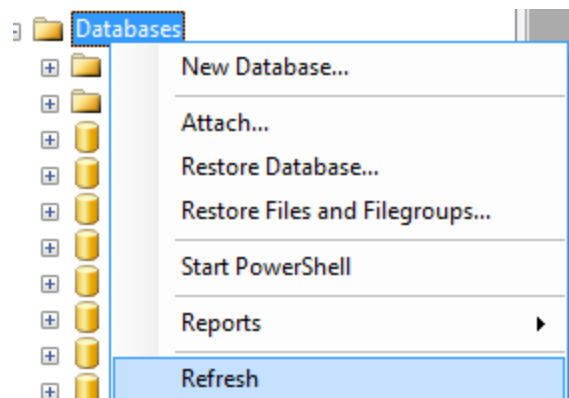 Databases
New Database...
Attach...
Restore Database...
Restore Files and Filegroups...
Start PowerShell
Reports
Refresh